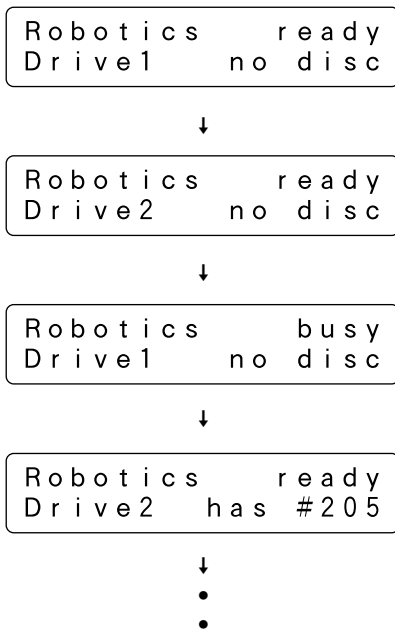 Robotics ready
Drive1 no disc
↓
Robotics ready
Drive2 no disc
↓
Robotics busy
Drive1 no disc
↓
Robotics ready
Drive2 has #205
↓
•
•